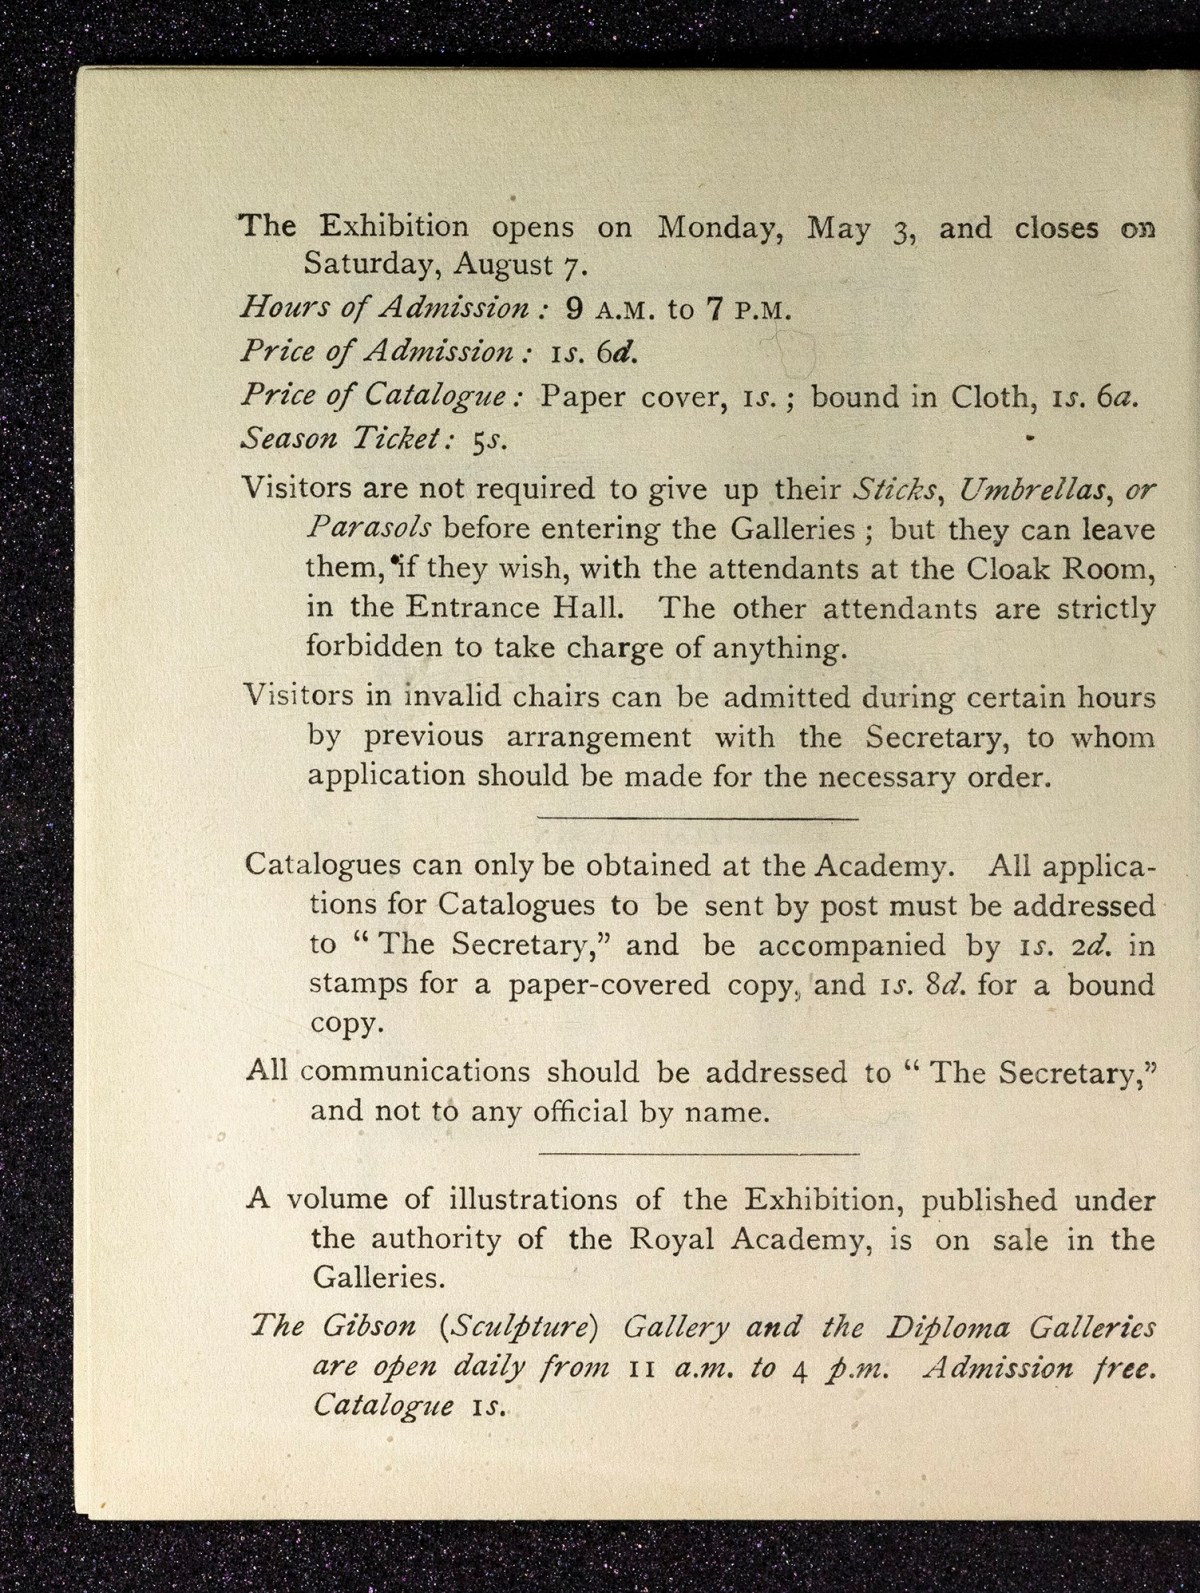 The Exhibition opens on Monday, May 3, and closes on
Saturday, August 7.
Hours of Admission : 9 A.M. to 7 P.M.
Price of Admission : 1s. 6d.
Price of Catalogue : Paper cover, 1s. ; bound in Cloth, 1s. 6d.
Season Ticket : 5s.
Visitors are not required to give up their Sticks, Umbrellas, or
Parasols before entering the Galleries ; but they can leave
them, if they wish, with the attendants at the Cloak Room,
in the Entrance Hall. The other attendants are strictly
forbidden to take charge of anything.
Visitors in invalid chairs can be admitted during certain hours
by previous arrangement with the Secretary, to whom
application should be made for the necessary order.
Catalogues can only be obtained at the Academy. All applica-
tions for Catalogues to be sent by post must be addressed
to “ The Secretary,” and be accompanied by 1s. 2d. in
stamps for a paper-covered copy, and 1s. 8d. for a bound
copy.
All communications should be addressed to “ The Secretary,”
and not to any official by name.
A volume of illustrations of the Exhibition, published under
the authority of the Royal Academy, is on sale in the
Galleries.
The Gibson (Sculpture) Gallery and the Diploma Galleries
are open daily from 11 a.m. to 4 p.m. Admission free.
Catalogue 1s.